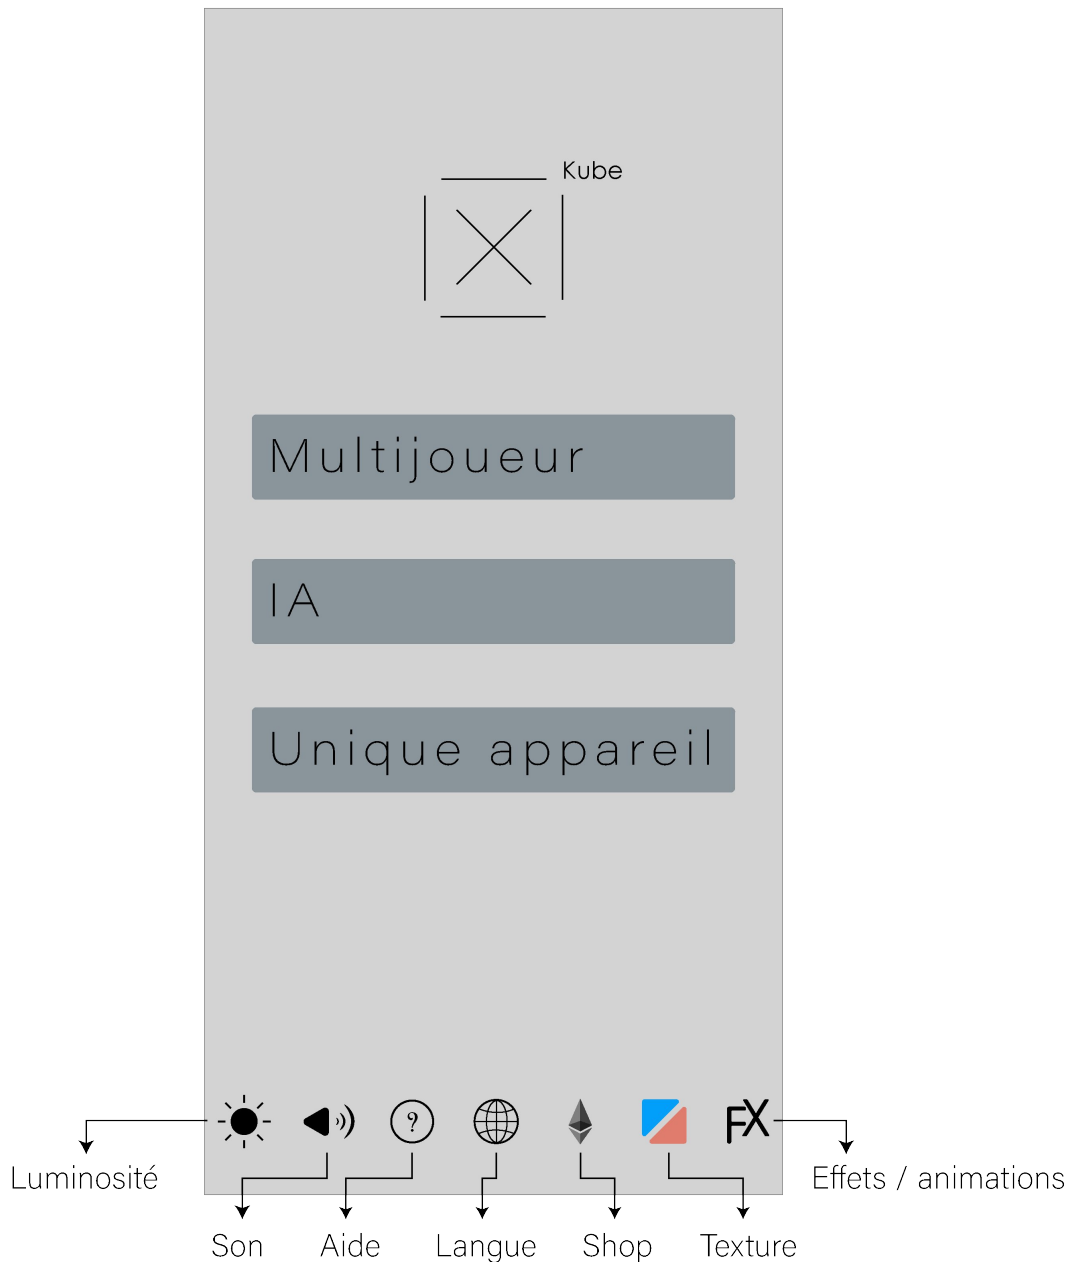 Kube
Multijoueur
IA
Unique appareil
?
FX
Luminosité
Effets / animations
Son
Aide
Langue
Shop
Texture